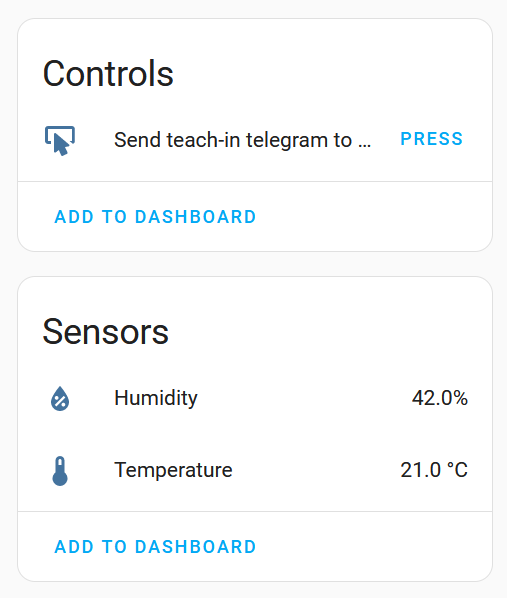 Controls
Send teach-in telegram to ... PRESS
ADD TO DASHBOARD
Sensors
Humidity 42.0%
Temperature 21.0 °C
ADD TO DASHBOARD